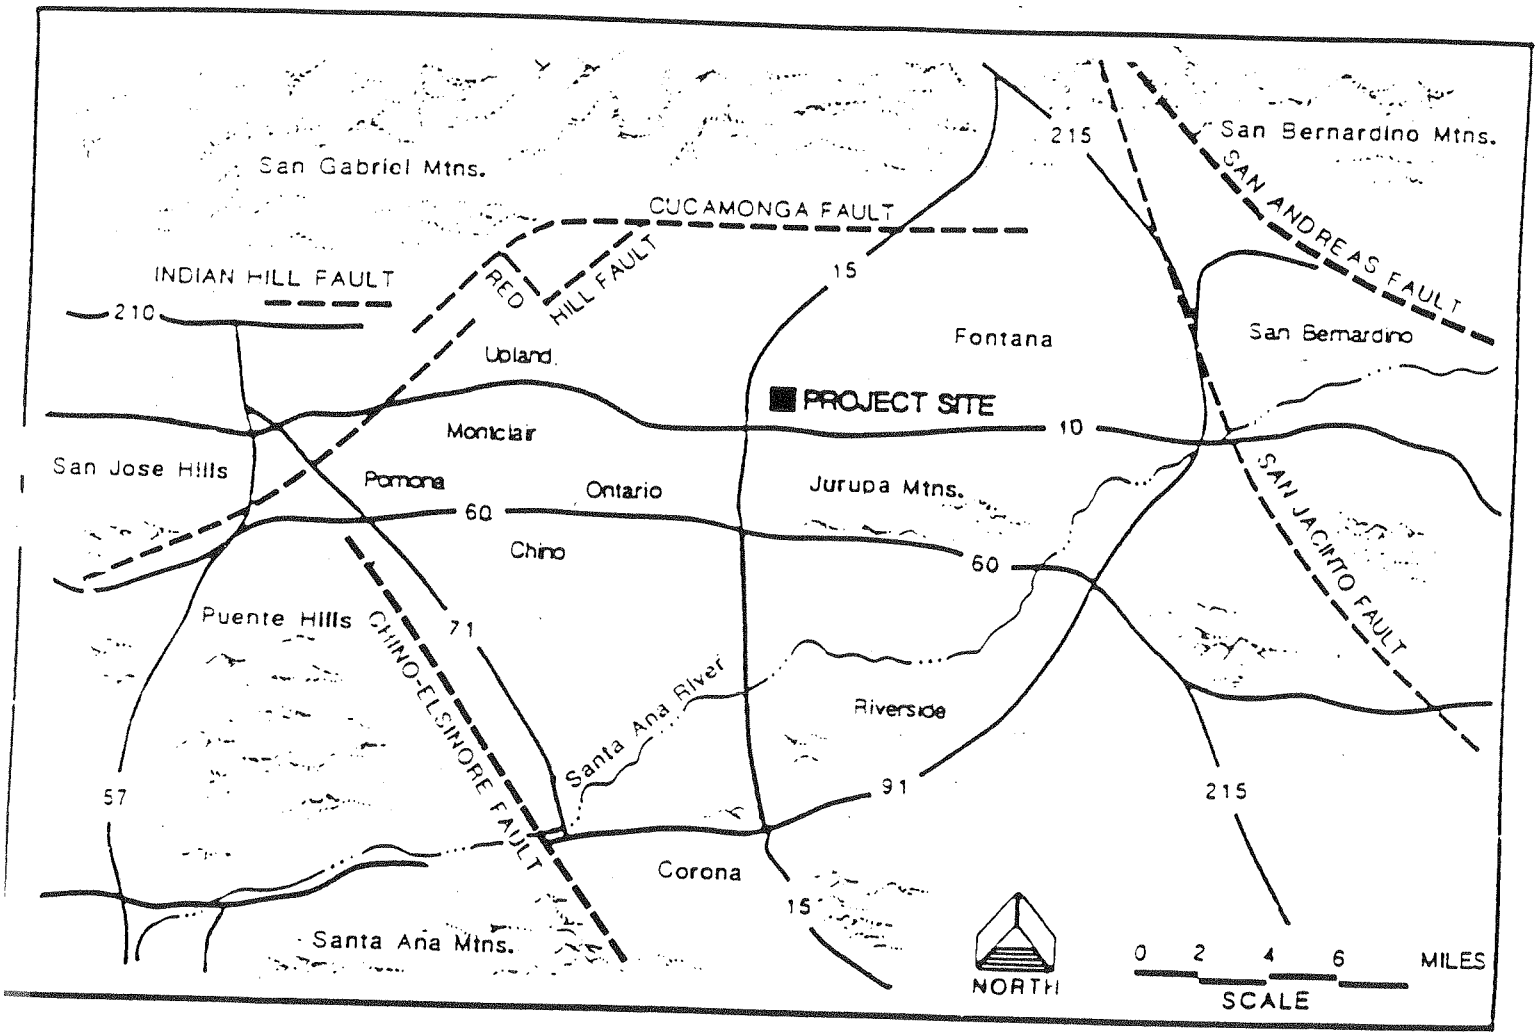 215
San Bernardino Mtns.
San Gabriel Mtns.
SAN ANDREAS FAULT
CUCAMONGA FAULT
15
INDIAN HILL FAULT
RED
HILL FAULT
210
Fontana
San Bernardino
Upland
PROJECT SITE
10
Montclair
San Jose Hills
Pomona
Ontario
Jurupa Mtns.
SAN JACINTO FAULT
60
Chino
60
Puente Hills
71
CHINO-ELSINORE FAULT
Santa Ana River
Riverside
57
91
215
Corona
15
Santa Ana Mtns.
NORTH
0 2 4 6 MILES
SCALE